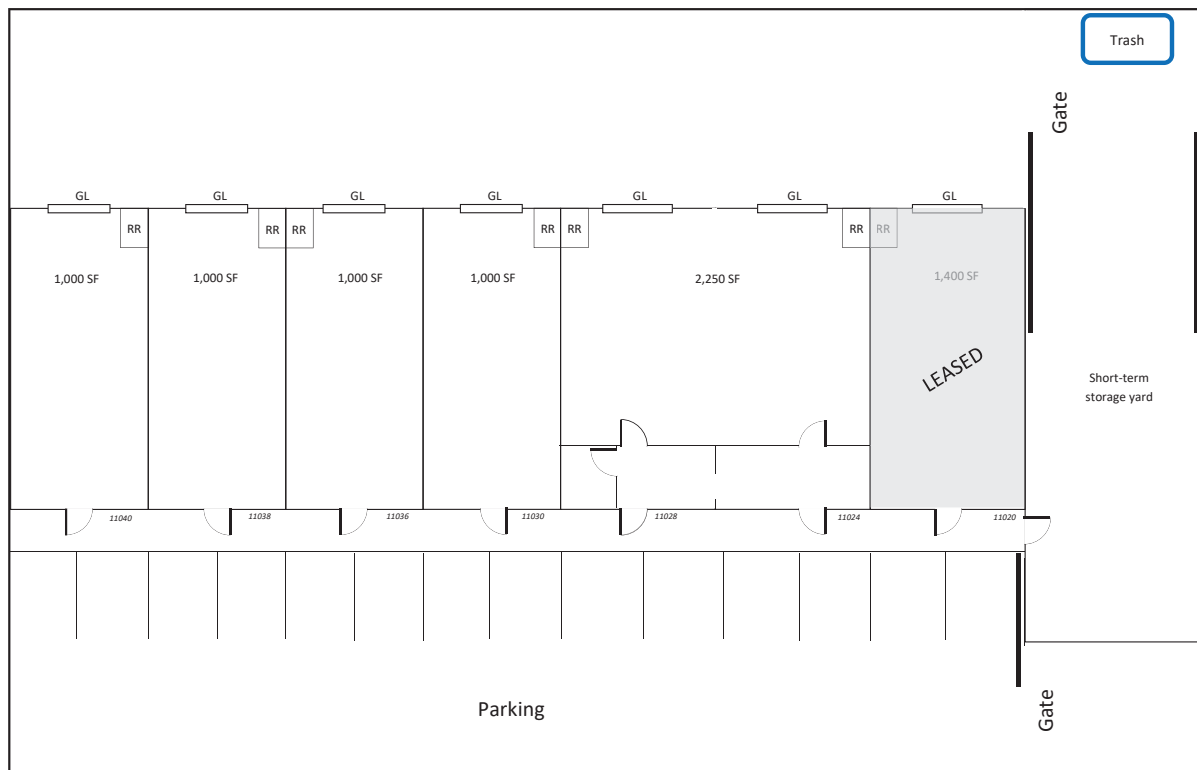 Trash
Gate
GL
GL
GL
GL
GL
GL
GL
RR
RR
RR
RR
RR
RR
RR
1,000 SF
1,000 SF
1,000 SF
1,000 SF
2,250 SF
1,400 SF
LEASED
Short-term
storage yard
11040
11038
11036
11030
11028
11024
11020
Parking
Gate